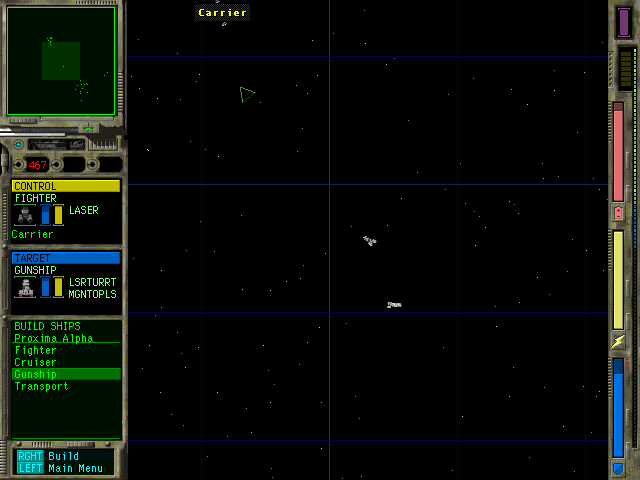 Carrier
467
CONTROL
FIGHTER
LASER
Carrier
TARGET
GUNSHIP
LSRTURRT
MGNTOPLS
BUILD SHIPS
Proxima Alpha
Fighter
Cruiser
Gunship
Transport
RGHT Build
LEFT Main Menu